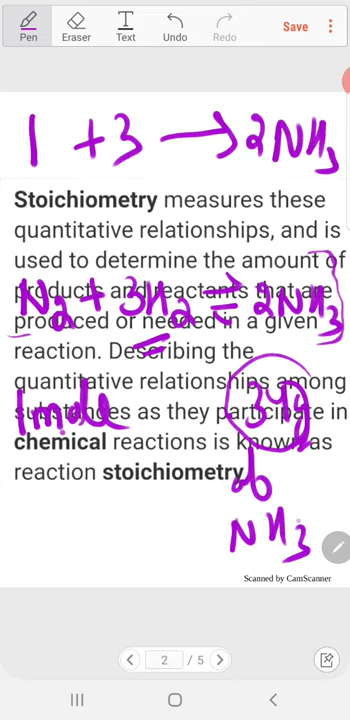 Pen Eraser Text Undo Redo Save
1 + 3 → 2NH3
Stoichiometry measures these
quantitative relationships, and is
used to determine the amount of
products and reactants that are
N2 + 3H2 ⇌ 2NH3
produced or needed in a given
reaction. Describing the
quantitative relationships among
1 mole 34g
substances as they participate in
chemical reactions is known as
reaction stoichiometry
of
NH3
Scanned by CamScanner
2 / 5